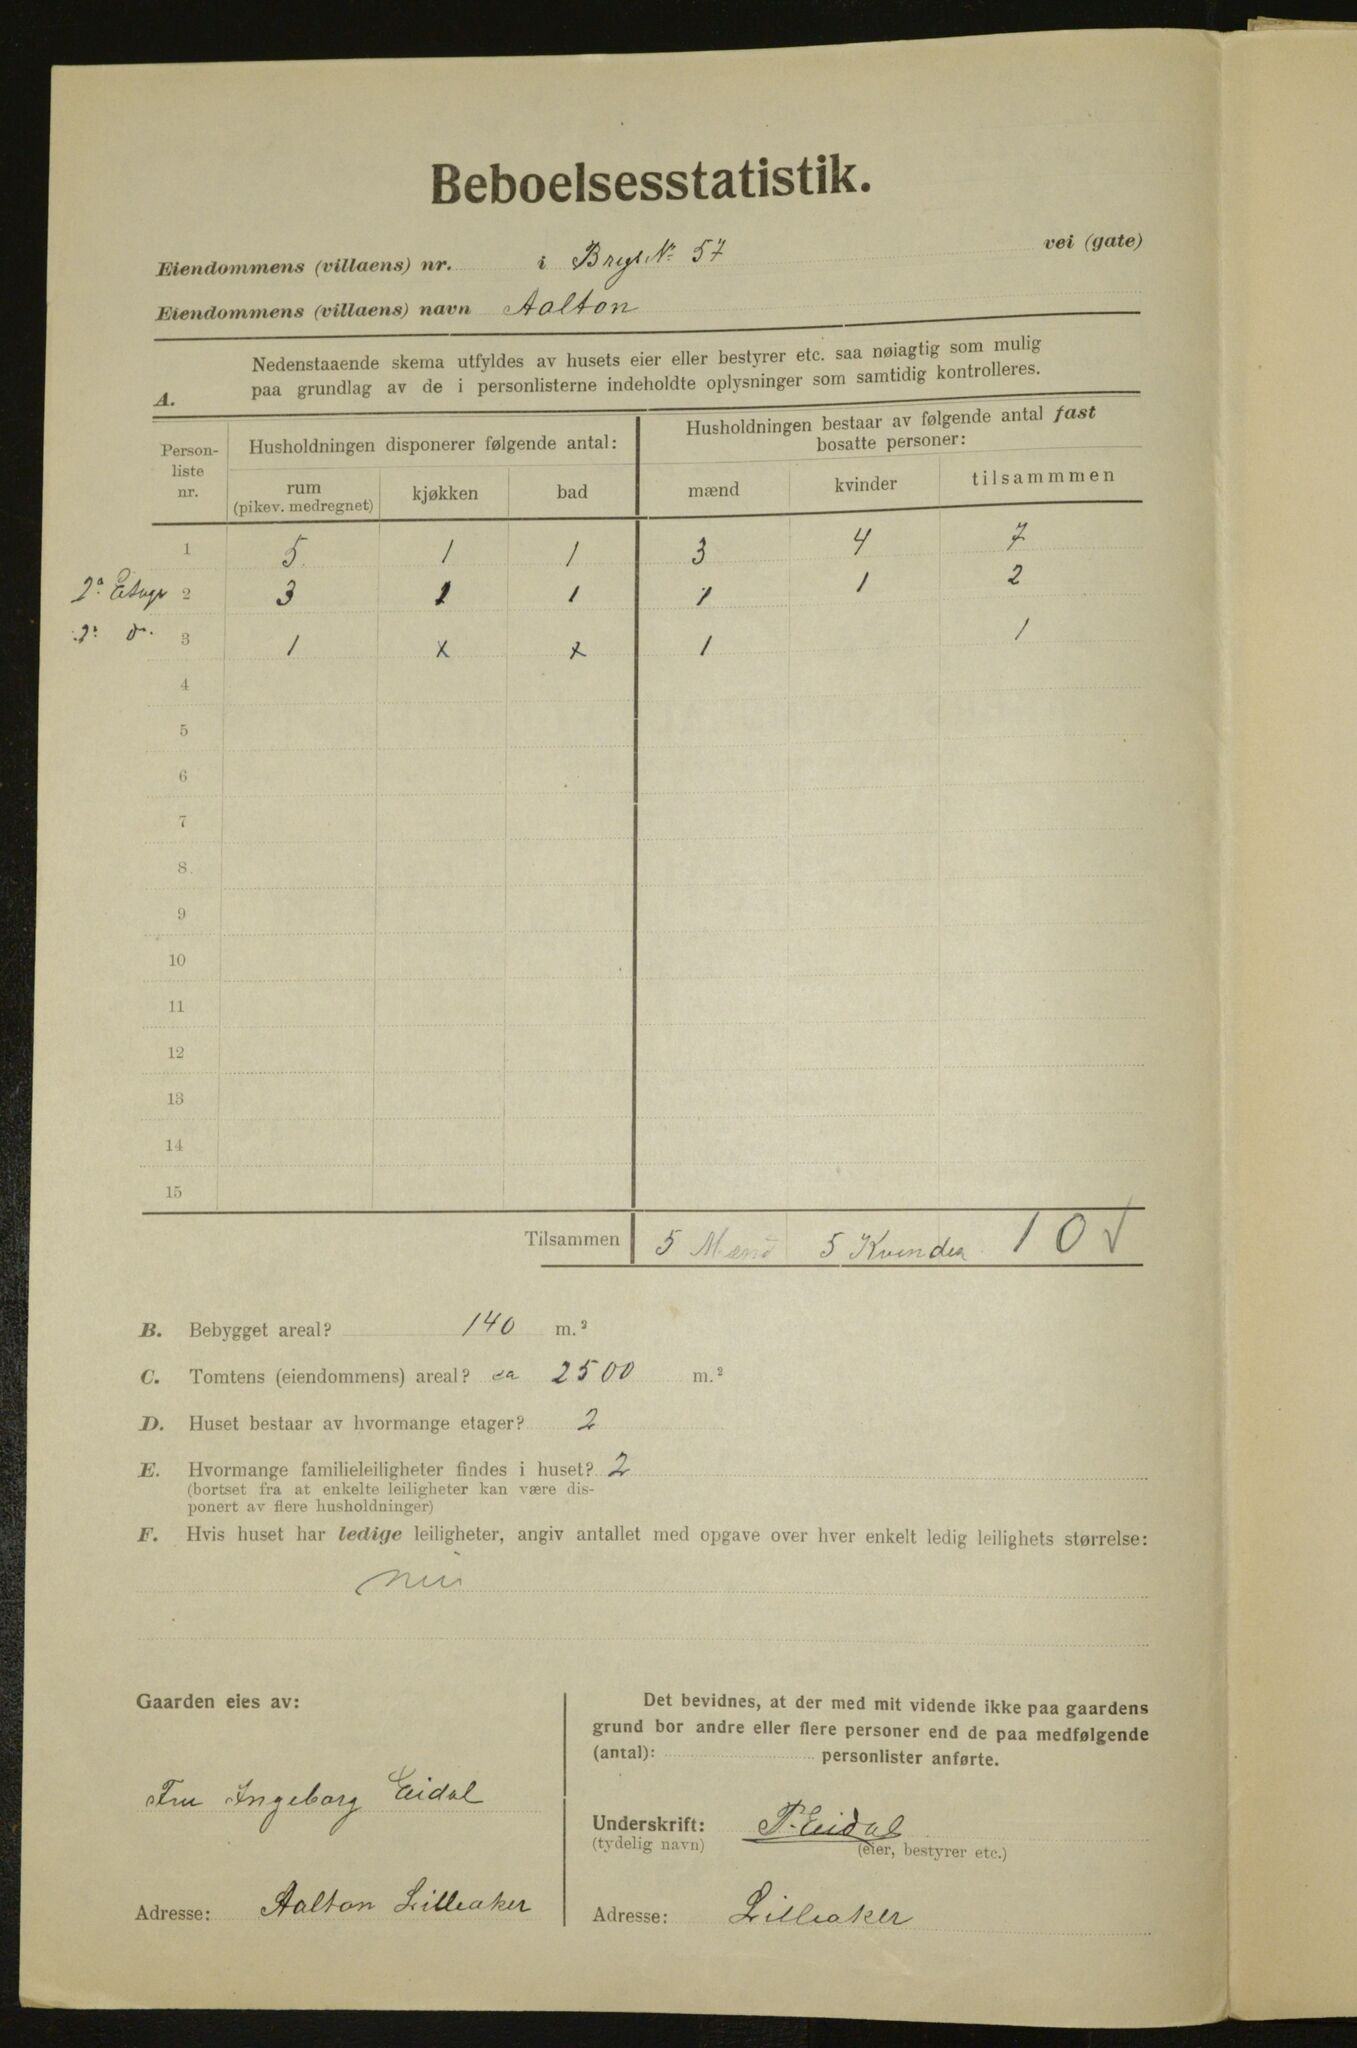 Beboelsesstatistik.
Eiendommens (villaens) nr. i Brgl. Nº 57 vei (gate)
Eiendommens (villaens) navn Aalton
A. Nedenstaaende skema utfyldes av husets eier eller bestyrer etc. saa nøiagtig som mulig
paa grundlag av de i personlisterne indeholdte oplysninger som samtidig kontrolleres.
Person-
liste
nr.
Husholdningen disponerer følgende antal:
rum
(pikev. medregnet)
kjøkken
bad
Husholdningen bestaar av følgende antal fast
bosatte personer:
mænd
kvinder
tilsammmen
1 5 1 1 3 4 7
2ª Etage 2 3 1 1 1 1 2
2ª do. 3 1 x x 1 1
4
5
6
7
8
9
10
11
12
13
14
15
Tilsammen 5 Mænd 5 Kvinder 10 √
B. Bebygget areal? 140 m.²
C. Tomtens (eiendommens) areal? ca 2500 m.²
D. Huset bestaar av hvormange etager? 2
E. Hvormange familieleiligheter findes i huset? 2
(bortset fra at enkelte leiligheter kan være dis-
ponert av flere husholdninger)
F. Hvis huset har ledige leiligheter, angiv antallet med opgave over hver enkelt ledig leilighets størrelse:
Gaarden eies av:
Fru Ingeborg Eidal
Adresse: Aalton Lilleaker
Det bevidnes, at der med mit vidende ikke paa gaardens
grund bor andre eller flere personer end de paa medfølgende
(antal): personlister anførte.
Underskrift: P. Eidal
(tydelig navn) (eier, bestyrer etc.)
Adresse: Lilleaker